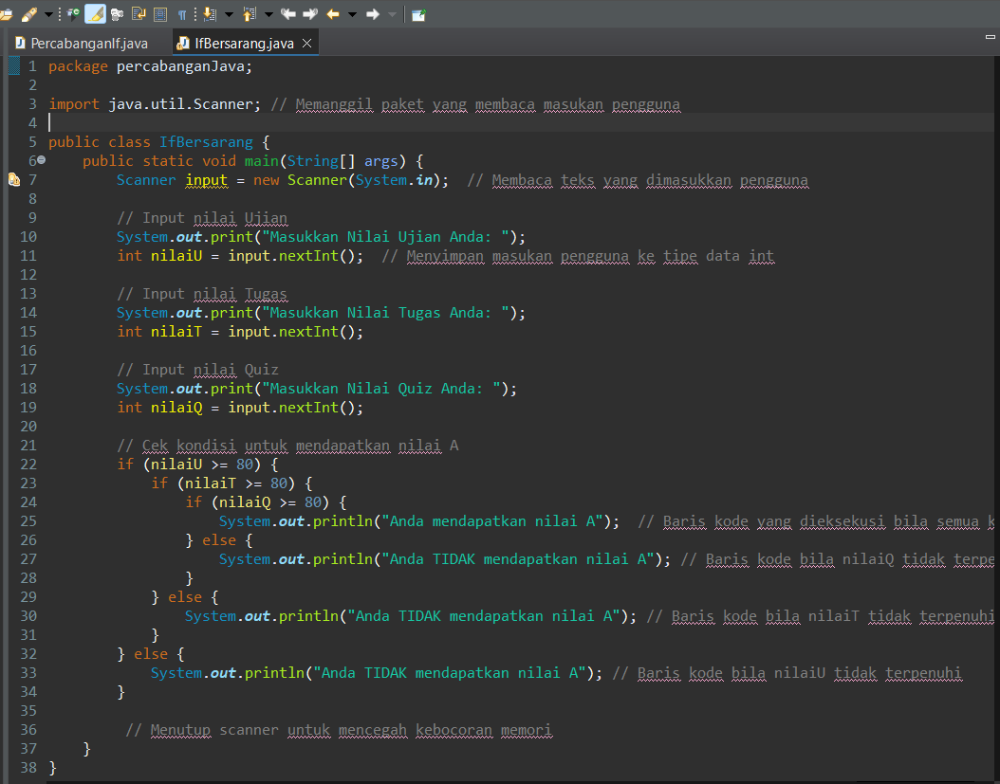 PercabanganIf.java IfBersarang.java
1 package percabanganJava;
2
3 import java.util.Scanner; // Memanggil paket yang membaca masukan pengguna
4
5 public class IfBersarang {
6 public static void main(String[] args) {
7 Scanner input = new Scanner(System.in); // Membaca teks yang dimasukkan pengguna
8
9 // Input nilai Ujian
10 System.out.print("Masukkan Nilai Ujian Anda: ");
11 int nilaiU = input.nextInt(); // Menyimpan masukan pengguna ke tipe data int
12
13 // Input nilai Tugas
14 System.out.print("Masukkan Nilai Tugas Anda: ");
15 int nilaiT = input.nextInt();
16
17 // Input nilai Quiz
18 System.out.print("Masukkan Nilai Quiz Anda: ");
19 int nilaiQ = input.nextInt();
20
21 // Cek kondisi untuk mendapatkan nilai A
22 if (nilaiU >= 80) {
23 if (nilaiT >= 80) {
24 if (nilaiQ >= 80) {
25 System.out.println("Anda mendapatkan nilai A"); // Baris kode yang dieksekusi bila semua
26 } else {
27 System.out.println("Anda TIDAK mendapatkan nilai A"); // Baris kode bila nilaiQ tidak
28 }
29 } else {
30 System.out.println("Anda TIDAK mendapatkan nilai A"); // Baris kode bila nilaiT tidak terpenuhi
31 }
32 } else {
33 System.out.println("Anda TIDAK mendapatkan nilai A"); // Baris kode bila nilaiU tidak terpenuhi
34 }
35
36 // Menutup scanner untuk mencegah kebocoran memori
37 }
38 }